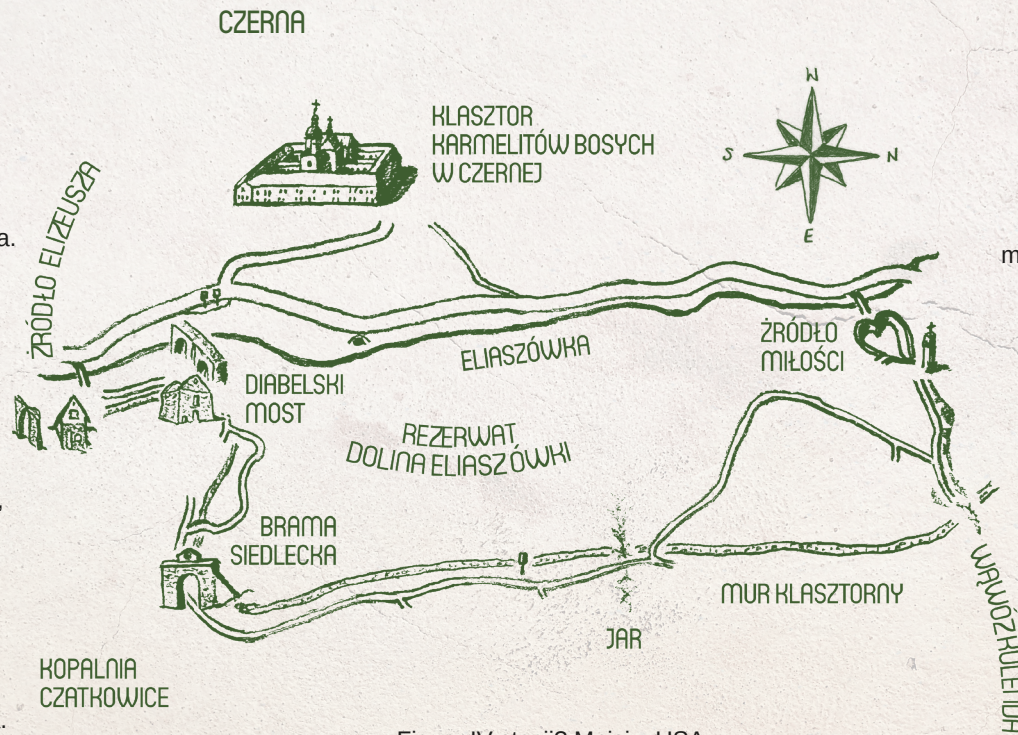 CZERNA
KLASZTOR
KARMELITÓW BOSYCH
W CZERNEJ
W
S
N
E
ŹRÓDŁO ELIZEUSZA
a.
m
ELIASZÓWKA
ŹRÓDŁO
MIŁOŚCI
DIABELSKI
MOST
REZERWAT
DOLINA ELIASZÓWKI
BRAMA
SIEDLECKA
MUR KLASZTORNY
JAR
KOPALNIA
CZATKOWICE
WĄWÓZ